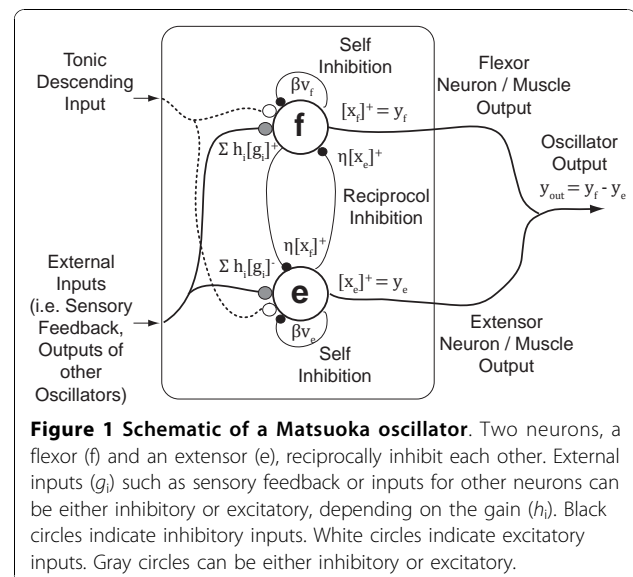 Self
Inhibition
Tonic
Descending
Input
βv_f
f
[x_f]⁺ = y_f
Flexor
Neuron / Muscle
Output
Σ h_i[g_i]⁺
η[x_e]⁺
Oscillator
Output
y_out = y_f - y_e
Reciprocol
Inhibition
External
Inputs
(i.e. Sensory
Feedback,
Outputs of
other
Oscillators)
η[x_f]⁺
Σ h_i[g_i]⁻
e
[x_e]⁺ = y_e
βv_e
Self
Inhibition
Extensor
Neuron / Muscle
Output
Figure 1 Schematic of a Matsuoka oscillator. Two neurons, a
flexor (f) and an extensor (e), reciprocally inhibit each other. External
inputs (g_i) such as sensory feedback or inputs for other neurons can
be either inhibitory or excitatory, depending on the gain (h_i). Black
circles indicate inhibitory inputs. White circles indicate excitatory
inputs. Gray circles can be either inhibitory or excitatory.